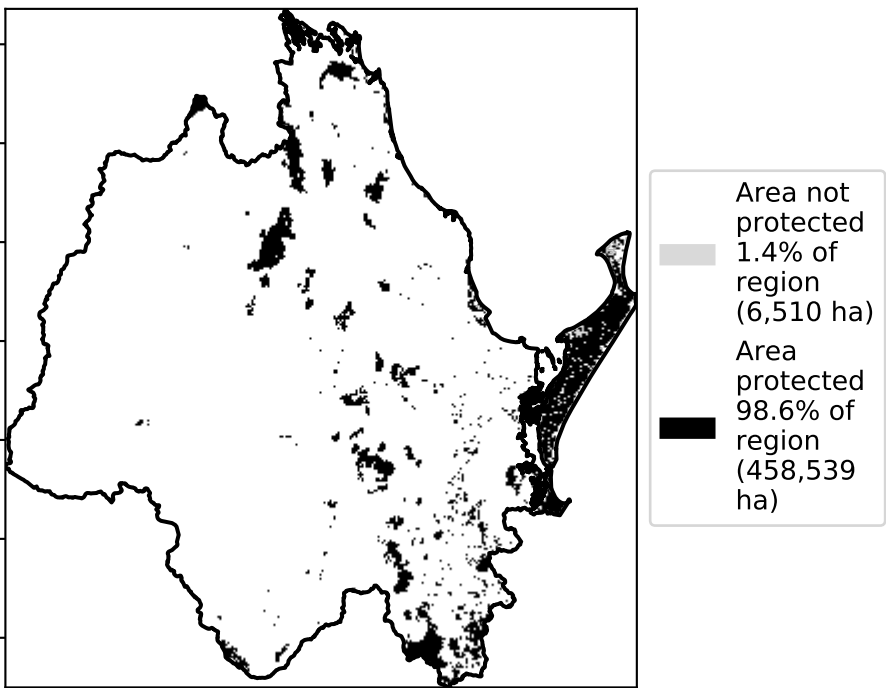 Area not
protected
1.4% of
region
(6,510 ha)
Area
protected
98.6% of
region
(458,539
ha)